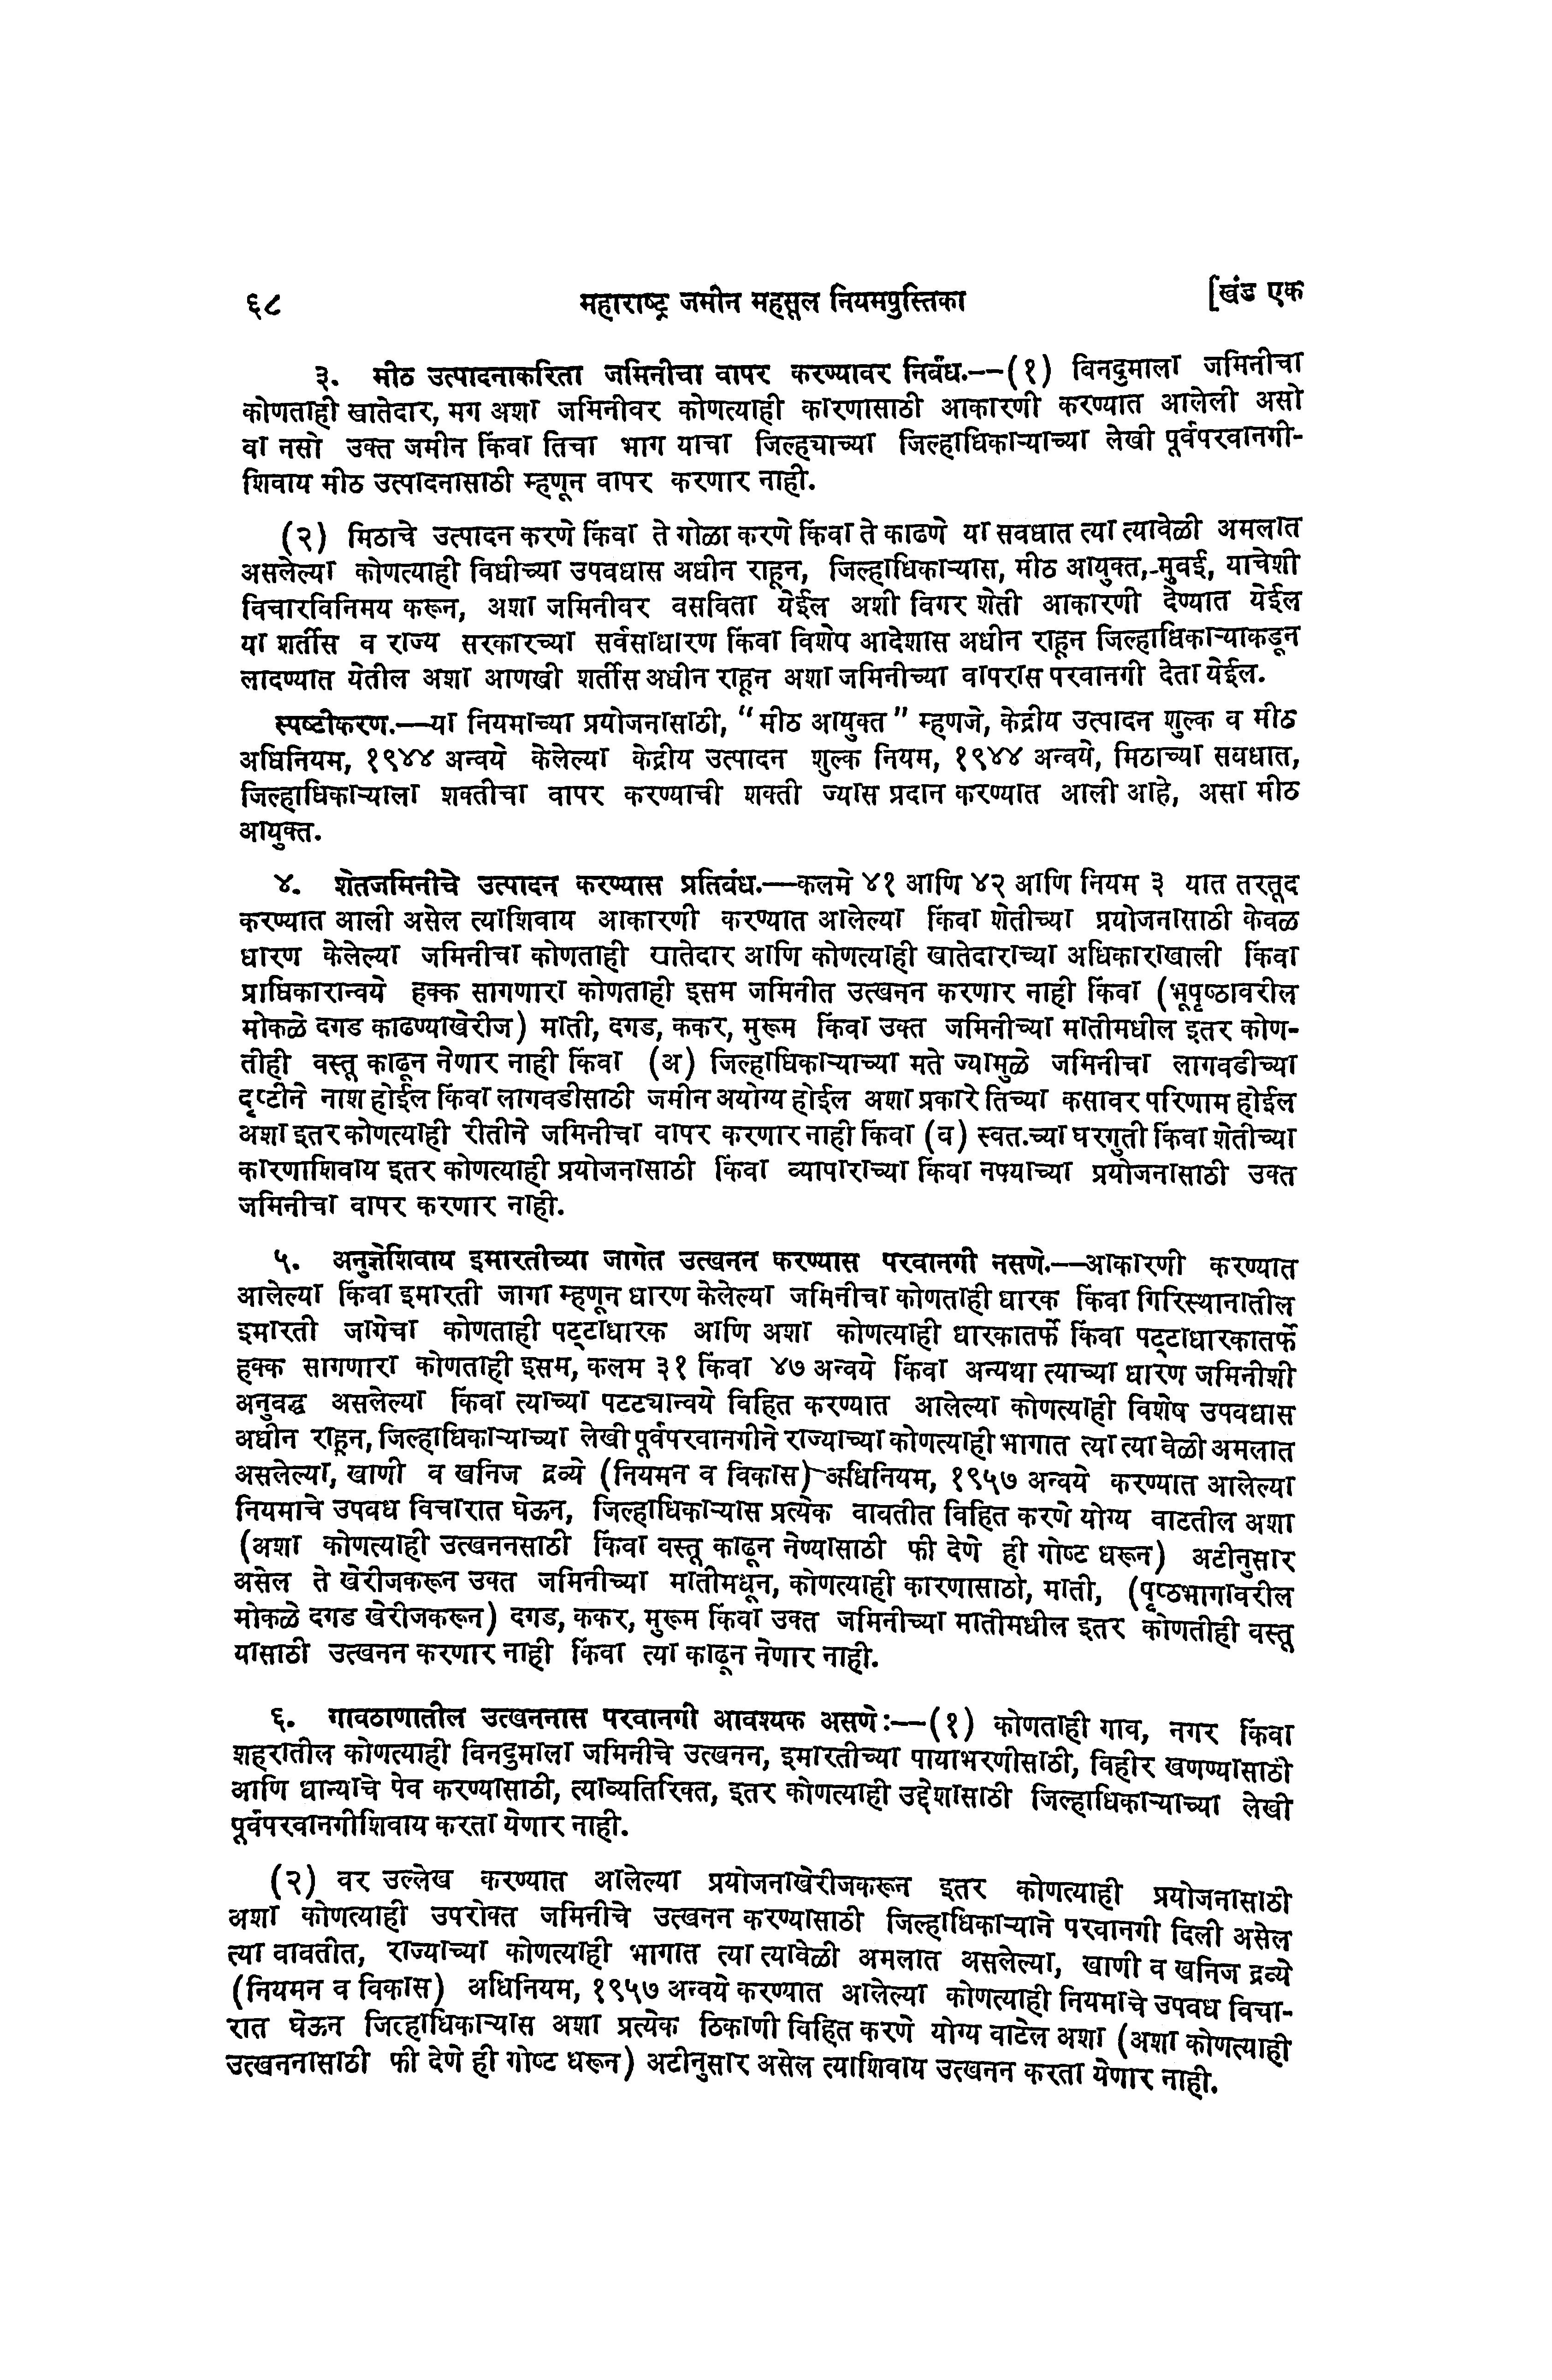 ६८ महाराष्ट्र जमीन महसूल नियमपुस्तिका [खंड एक
३. मीठ उत्पादनाकरिता जमिनीचा वापर करण्यावर निर्बंध.--(१) विनदुमाला जमिनीचा
कोणताही खातेदार, मग अशा जमिनीवर कोणत्याही कारणासाठी आकारणी करण्यात आलेली असो
वा नसो उक्त जमीन किंवा तिचा भाग याचा जिल्ह्याच्या जिल्हाधिकाऱ्याच्या लेखी पूर्वपरवानगी-
शिवाय मीठ उत्पादनासाठी म्हणून वापर करणार नाही.
(२) मिठाचे उत्पादन करणे किंवा ते गोळा करणे किंवा ते काढणे या सवधात त्या त्यावेळी अमलात
असलेल्या कोणत्याही विधीच्या उपवधास अधीन राहून, जिल्हाधिकाऱ्यास, मीठ आयुक्त,-मुवई, याचेशी
विचारविनिमय करून, अशा जमिनीवर वसविता येईल अशी विगर शेती आकारणी देण्यात येईल
या शर्तीस व राज्य सरकारच्या सर्वसाधारण किंवा विशेप आदेशास अधीन राहून जिल्हाधिकाऱ्याकडून
लादण्यात येतील अशा आणखी शर्तीस अधीन राहून अशा जमिनीच्या वापरास परवानगी देता येईल.
स्पष्टीकरण.--या नियमाच्या प्रयोजनासाठी, “मीठ आयुक्त” म्हणजे, केद्रीय उत्पादन शुल्क व मीठ
अधिनियम, १९४४ अन्वये केलेल्या केद्रीय उत्पादन शुल्क नियम, १९४४ अन्वये, मिठाच्या सवधात,
जिल्हाधिकाऱ्याला शक्तीचा वापर करण्याची शक्ती ज्यास प्रदान करण्यात आली आहे, असा मीठ
आयुक्त.
४. शेतजमिनीचे उत्पादन करण्यास प्रतिबंध.--कलमे ४१ आणि ४२ आणि नियम ३ यात तरतूद
करण्यात आली असेल त्याशिवाय आकारणी करण्यात आलेल्या किंवा शेतीच्या प्रयोजनासाठी केवळ
धारण केलेल्या जमिनीचा कोणताही खातेदार आणि कोणत्याही खातेदाराच्या अधिकाराखाली किंवा
प्राधिकारान्वये हक्क सागणारा कोणताही इसम जमिनीत उत्खनन करणार नाही किंवा (भूपृष्ठावरील
मोकळे दगड काढण्याखेरीज) माती, दगड, ककर, मुरूम किंवा उक्त जमिनीच्या मातीमधील इतर कोण-
तीही वस्तू काढून नेणार नाही किंवा (अ) जिल्हाधिकाऱ्याच्या मते ज्यामुळे जमिनीचा लागवडीच्या
दृष्टीने नाश होईल किंवा लागवडीसाठी जमीन अयोग्य होईल अशा प्रकारे तिच्या कसावर परिणाम होईल
अशा इतर कोणत्याही रीतीने जमिनीचा वापर करणार नाही किंवा (व) स्वत.च्या घरगुती किंवा शेतीच्या
कारणाशिवाय इतर कोणत्याही प्रयोजनासाठी किंवा व्यापाराच्या किंवा नफ्याच्या प्रयोजनासाठी उक्त
जमिनीचा वापर करणार नाही.
५. अनुज्ञेशिवाय इमारतीच्या जागेत उत्खनन करण्यास परवानगी नसणे.--आकारणी करण्यात
आलेल्या किंवा इमारती जागा म्हणून धारण केलेल्या जमिनीचा कोणताही धारक किंवा गिरिस्थानातील
इमारती जागेचा कोणताही पट्टाधारक आणि अशा कोणत्याही धारकातर्फे किंवा पट्टाधारकातर्फे
हक्क सागणारा कोणताही इसम, कलम ३१ किंवा ४७ अन्वये किंवा अन्यथा त्याच्या धारण जमिनीशी
अनुवद्ध असलेल्या किंवा त्याच्या पटट्यान्वये विहित करण्यात आलेल्या कोणत्याही विशेष उपवधास
अधीन राहून, जिल्हाधिकाऱ्याच्या लेखी पूर्वपरवानगीने राज्याच्या कोणत्याही भागात त्या त्या वेळी अमलात
असलेल्या, खाणी व खनिज द्रव्ये (नियमन व विकास) अधिनियम, १९५७ अन्वये करण्यात आलेल्या
नियमाचे उपवध विचारात घेऊन, जिल्हाधिकाऱ्यास प्रत्येक वावतीत विहित करणे योग्य वाटतील अशा
(अशा कोणत्याही उत्खननसाठी किंवा वस्तू काढून नेण्यासाठी फी देणे ही गोष्ट धरून) अटीनुसार
असेल ते खेरीजकरून उक्त जमिनीच्या मातीमधून, कोणत्याही कारणासाठी, माती, (पृष्ठभागावरील
मोकळे दगड खेरीजकरून) दगड, ककर, मुरूम किंवा उक्त जमिनीच्या मातीमधील इतर कोणतीही वस्तू
यासाठी उत्खनन करणार नाही किंवा त्या काढून नेणार नाही.
६. गावठाणातील उत्खननास परवानगी आवश्यक असणे:--(१) कोणताही गाव, नगर किंवा
शहरातील कोणत्याही विनदुमाला जमिनीचे उत्खनन, इमारतीच्या पायाभरणीसाठी, विहीर खणण्यासाठी
आणि धान्याचे पेव करण्यासाठी, त्याव्यतिरिक्त, इतर कोणत्याही उद्देशासाठी जिल्हाधिकाऱ्याच्या लेखी
पूर्वपरवानगीशिवाय करता येणार नाही.
(२) वर उल्लेख करण्यात आलेल्या प्रयोजनाखेरीजकरून इतर कोणत्याही प्रयोजनासाठी
अशा कोणत्याही उपरोक्त जमिनीचे उत्खनन करण्यासाठी जिल्हाधिकाऱ्याने परवानगी दिली असेल
त्या वावतीत, राज्याच्या कोणत्याही भागात त्या त्यावेळी अमलात असलेल्या, खाणी व खनिज द्रव्ये
(नियमन व विकास) अधिनियम, १९५७ अन्वये करण्यात आलेल्या कोणत्याही नियमाचे उपवध विचा-
रात घेऊन जिल्हाधिकाऱ्यास अशा प्रत्येक ठिकाणी विहित करणे योग्य वाटेल अशा (अशा कोणत्याही
उत्खननासाठी फी देणे ही गोष्ट धरून) अटीनुसार असेल त्याशिवाय उत्खनन करता येणार नाही.